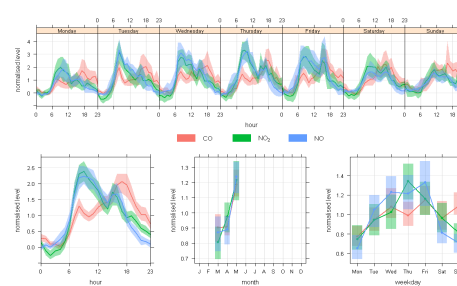 0 6 12 18 23 0 6 12 18 23 0 6 12 18 23
Monday Tuesday Wednesday Thursday Friday Saturday Sunday
normalised level
4
3
2
1
0
0 6 12 18 23 0 6 12 18 23 0 6 12 18 23 0 6 12 18
hour
CO NO2 NO
normalised level
2.5
2.0
1.5
1.0
0.5
0.0
0 6 12 18 23
hour
normalised level
1.3
1.2
1.1
1.0
0.9
0.8
0.7
J F M A M J J A S O N D
month
normalised level
1.4
1.2
1.0
0.8
0.6
Mon Tue Wed Thu Fri Sat S
weekday